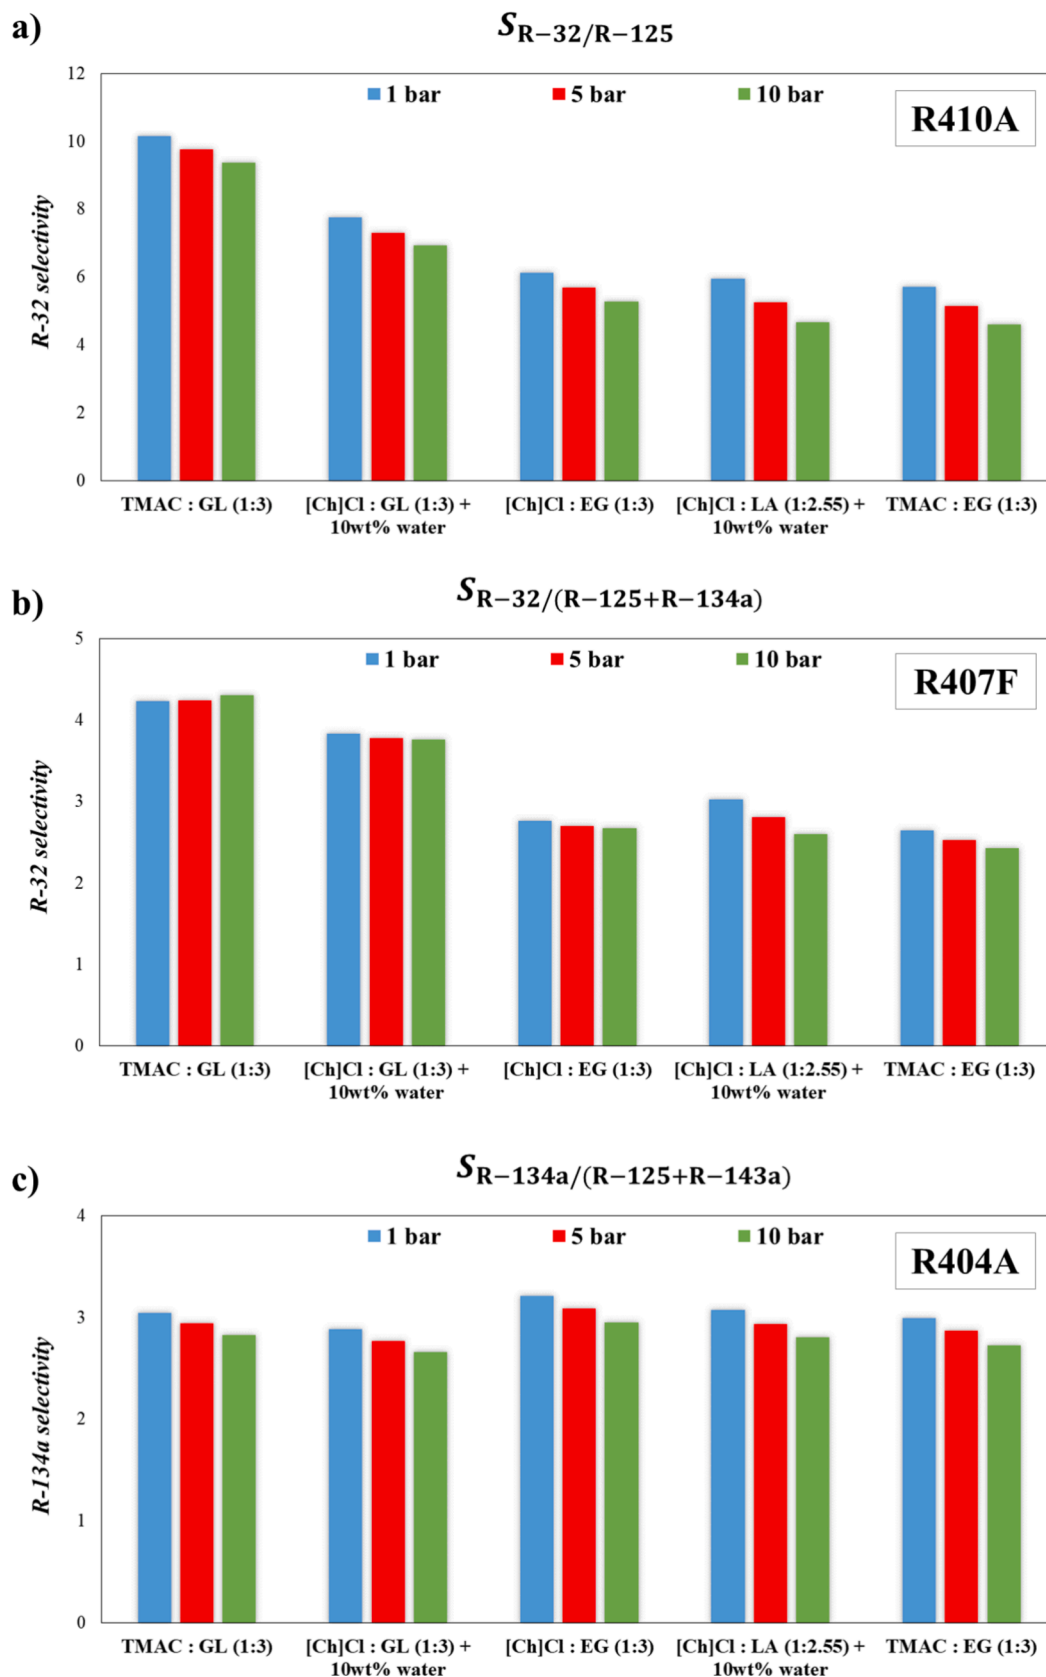 a)
S R−32/R−125
12
10
8
6
4
2
0
R-32 selectivity
1 bar
5 bar
10 bar
R410A
TMAC : GL (1:3)
[Ch]Cl : GL (1:3) +
10wt% water
[Ch]Cl : EG (1:3)
[Ch]Cl : LA (1:2.55) +
10wt% water
TMAC : EG (1:3)
b)
S R−32/(R−125+R−134a)
5
4
3
2
1
0
R-32 selectivity
1 bar
5 bar
10 bar
R407F
TMAC : GL (1:3)
[Ch]Cl : GL (1:3) +
10wt% water
[Ch]Cl : EG (1:3)
[Ch]Cl : LA (1:2.55) +
10wt% water
TMAC : EG (1:3)
c)
S R−134a/(R−125+R−143a)
4
3
2
1
0
R-134a selectivity
1 bar
5 bar
10 bar
R404A
TMAC : GL (1:3)
[Ch]Cl : GL (1:3) +
10wt% water
[Ch]Cl : EG (1:3)
[Ch]Cl : LA (1:2.55) +
10wt% water
TMAC : EG (1:3)